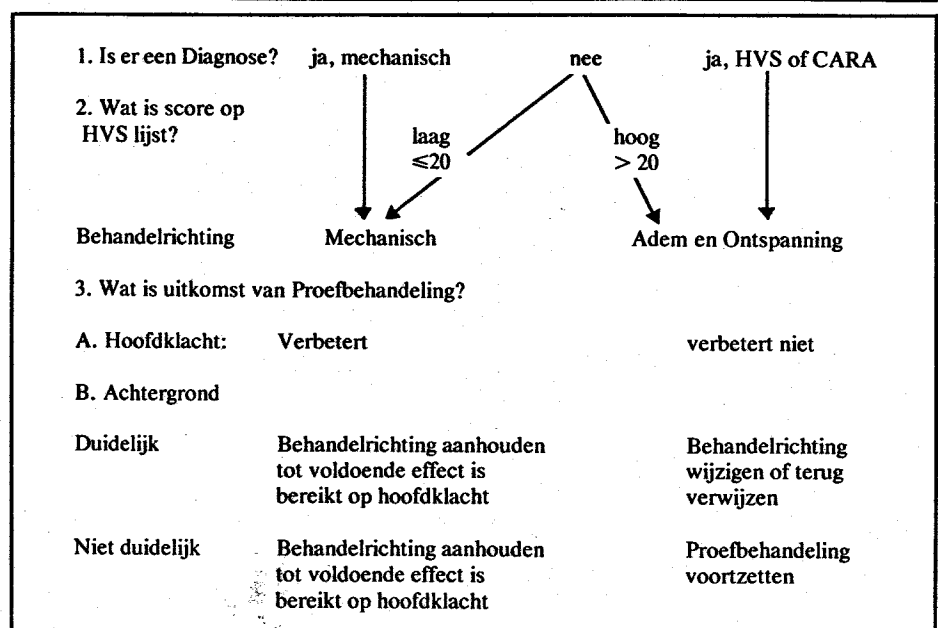 1. Is er een Diagnose? ja, mechanisch nee ja, HVS of CARA
2. Wat is score op
HVS lijst?
laag hoog
⩽20 > 20
Behandelrichting Mechanisch Adem en Ontspanning
3. Wat is uitkomst van Proefbehandeling?
A. Hoofdklacht: Verbetert verbetert niet
B. Achtergrond
Duidelijk Behandelrichting aanhouden Behandelrichting
tot voldoende effect is wijzigen of terug
bereikt op hoofdklacht verwijzen
Niet duidelijk Behandelrichting aanhouden Proefbehandeling
tot voldoende effect is voortzetten
bereikt op hoofdklacht